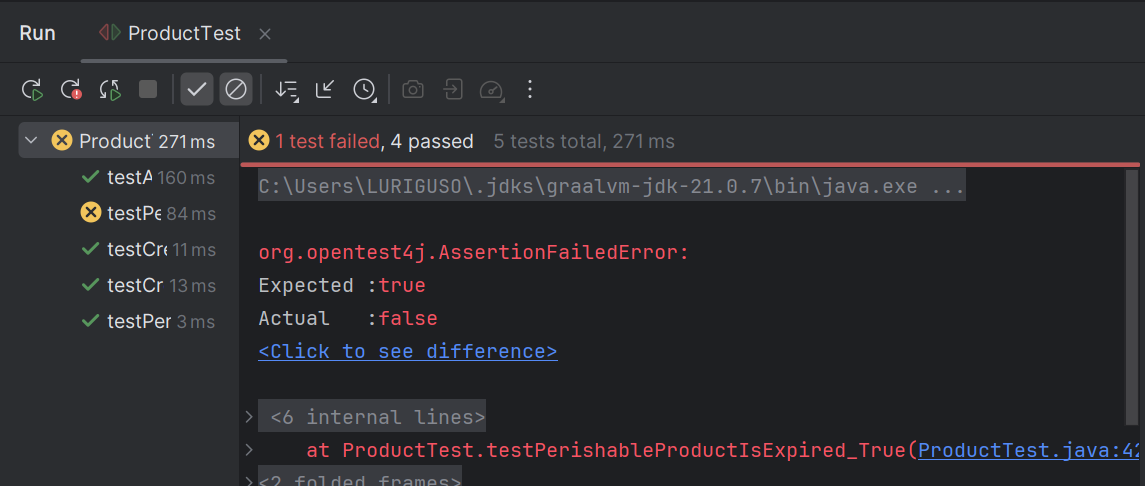 Run ProductTest
Product 271 ms
1 test failed, 4 passed 5 tests total, 271 ms
testA 160 ms
testPe 84 ms
testCre 11 ms
testCr 13 ms
testPer 3 ms
C:\Users\LURIGUSO\.jdks\graalvm-jdk-21.0.7\bin\java.exe ...
org.opentest4j.AssertionFailedError:
Expected :true
Actual   :false
<Click to see difference>
<6 internal lines>
at ProductTest.testPerishableProductIsExpired_True(ProductTest.java:42
<2 folded frames>